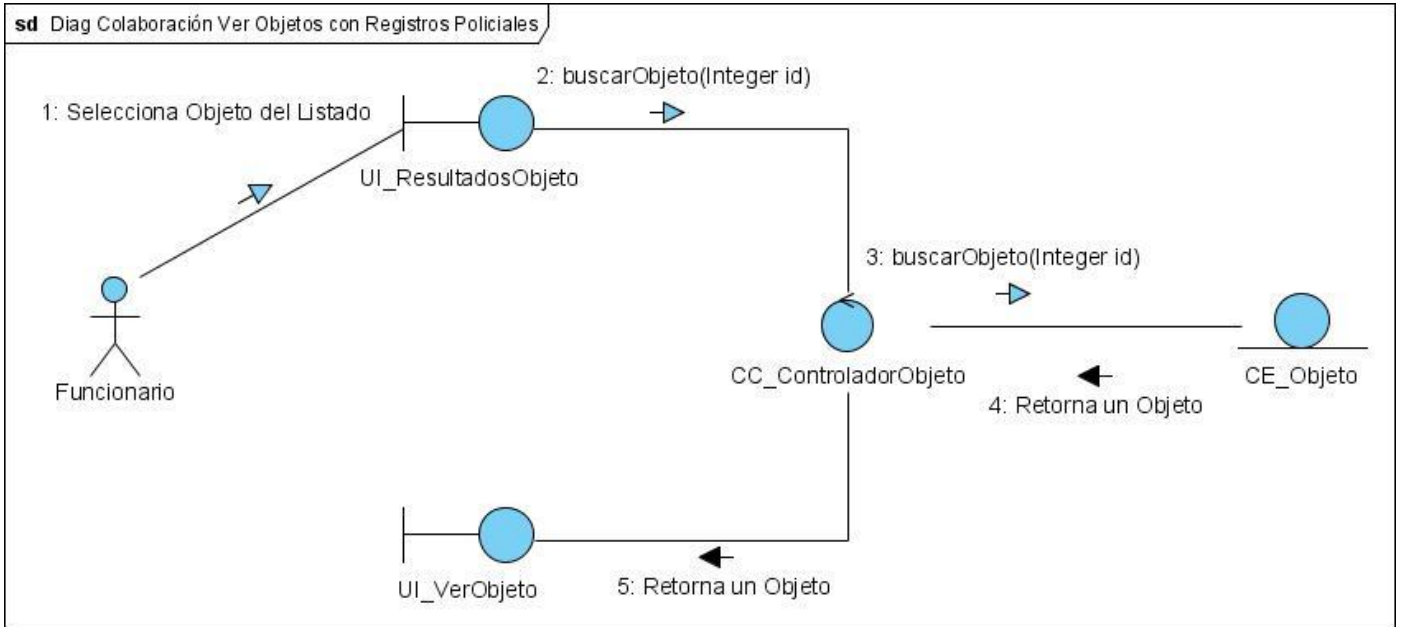 sd Diag Colaboración Ver Objetos con Registros Policiales
2: buscarObjeto(Integer id)
1: Selecciona Objeto del Listado
UI_ResultadosObjeto
3: buscarObjeto(Integer id)
Funcionario
CC_ControladorObjeto
CE_Objeto
4: Retorna un Objeto
UI_VerObjeto
5: Retorna un Objeto